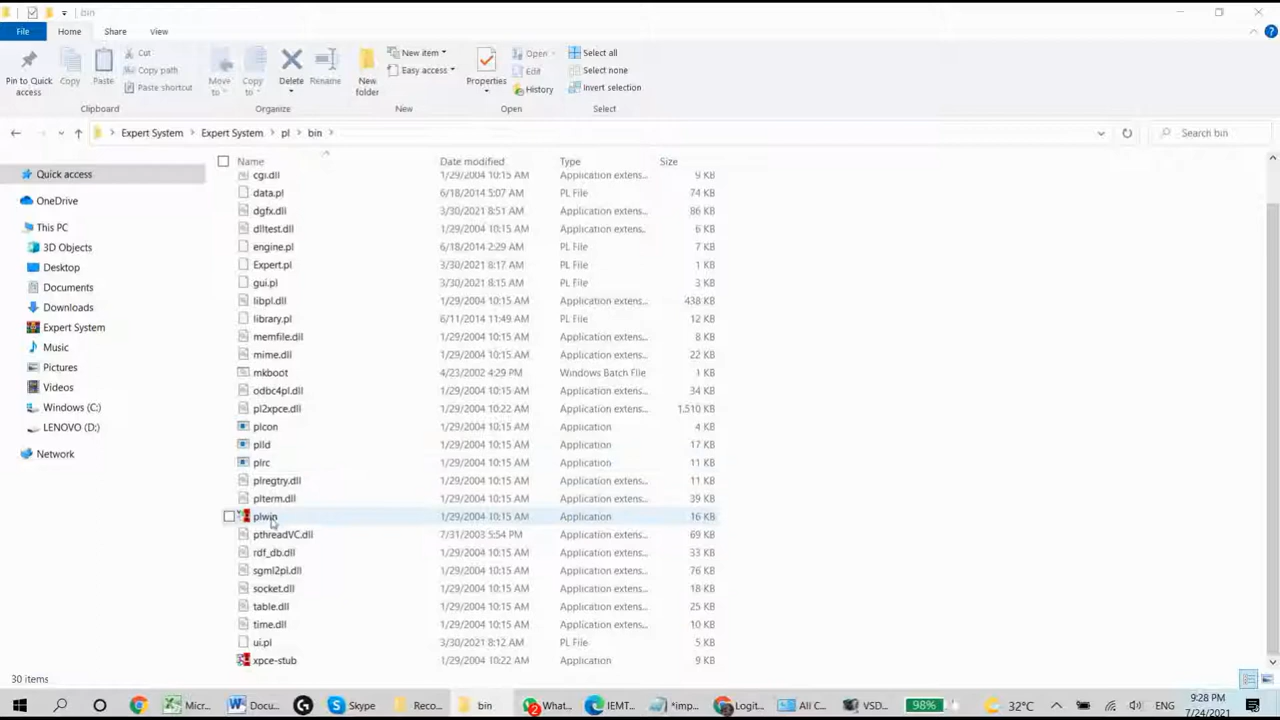 bin
File Home Share View
Pin to Quick access
Copy
Paste
Cut
Copy path
Paste shortcut
Move to
Copy to
Delete
Rename
New folder
New item
Easy access
Properties
Open
Edit
History
Select all
Select none
Invert selection
Clipboard Organize New Open Select
Expert System Expert System pl bin
Search bin
Quick access
OneDrive
This PC
3D Objects
Desktop
Documents
Downloads
Expert System
Music
Pictures
Videos
Windows (C:)
LENOVO (D:)
Network
Name Date modified Type Size
cgi.dll 1/29/2004 10:15 AM Application extens... 9 KB
data.pl 6/18/2014 5:07 AM PL File 74 KB
dgfx.dll 3/30/2021 8:51 AM Application extens... 86 KB
dlltest.dll 1/29/2004 10:15 AM Application extens... 6 KB
engine.pl 6/18/2014 2:29 AM PL File 7 KB
Expert.pl 3/30/2021 8:17 AM PL File 1 KB
gui.pl 3/30/2021 8:15 AM PL File 3 KB
libpl.dll 1/29/2004 10:15 AM Application extens... 438 KB
library.pl 6/11/2014 11:49 AM PL File 12 KB
memfile.dll 1/29/2004 10:15 AM Application extens... 8 KB
mime.dll 1/29/2004 10:15 AM Application extens... 22 KB
mkboot 4/23/2002 4:29 PM Windows Batch File 1 KB
odbc4pl.dll 1/29/2004 10:15 AM Application extens... 34 KB
pl2xpce.dll 1/29/2004 10:22 AM Application extens... 1,510 KB
plcon 1/29/2004 10:15 AM Application 4 KB
plld 1/29/2004 10:15 AM Application 17 KB
plrc 1/29/2004 10:15 AM Application 11 KB
plregtry.dll 1/29/2004 10:15 AM Application extens... 11 KB
plterm.dll 1/29/2004 10:15 AM Application extens... 39 KB
plwin 1/29/2004 10:15 AM Application 16 KB
pthreadVC.dll 7/31/2003 5:54 PM Application extens... 69 KB
rdf_db.dll 1/29/2004 10:15 AM Application extens... 33 KB
sgml2pl.dll 1/29/2004 10:15 AM Application extens... 76 KB
socket.dll 1/29/2004 10:15 AM Application extens... 18 KB
table.dll 1/29/2004 10:15 AM Application extens... 25 KB
time.dll 1/29/2004 10:15 AM Application extens... 10 KB
ui.pl 3/30/2021 8:12 AM PL File 5 KB
xpce-stub 1/29/2004 10:22 AM Application 9 KB
30 items
Micr... Docu... Skype Reco... bin 2 What... IEMT... *imp... Logit... All C... VSD... 98% 32°C ENG 9:28 PM
7/24/2021